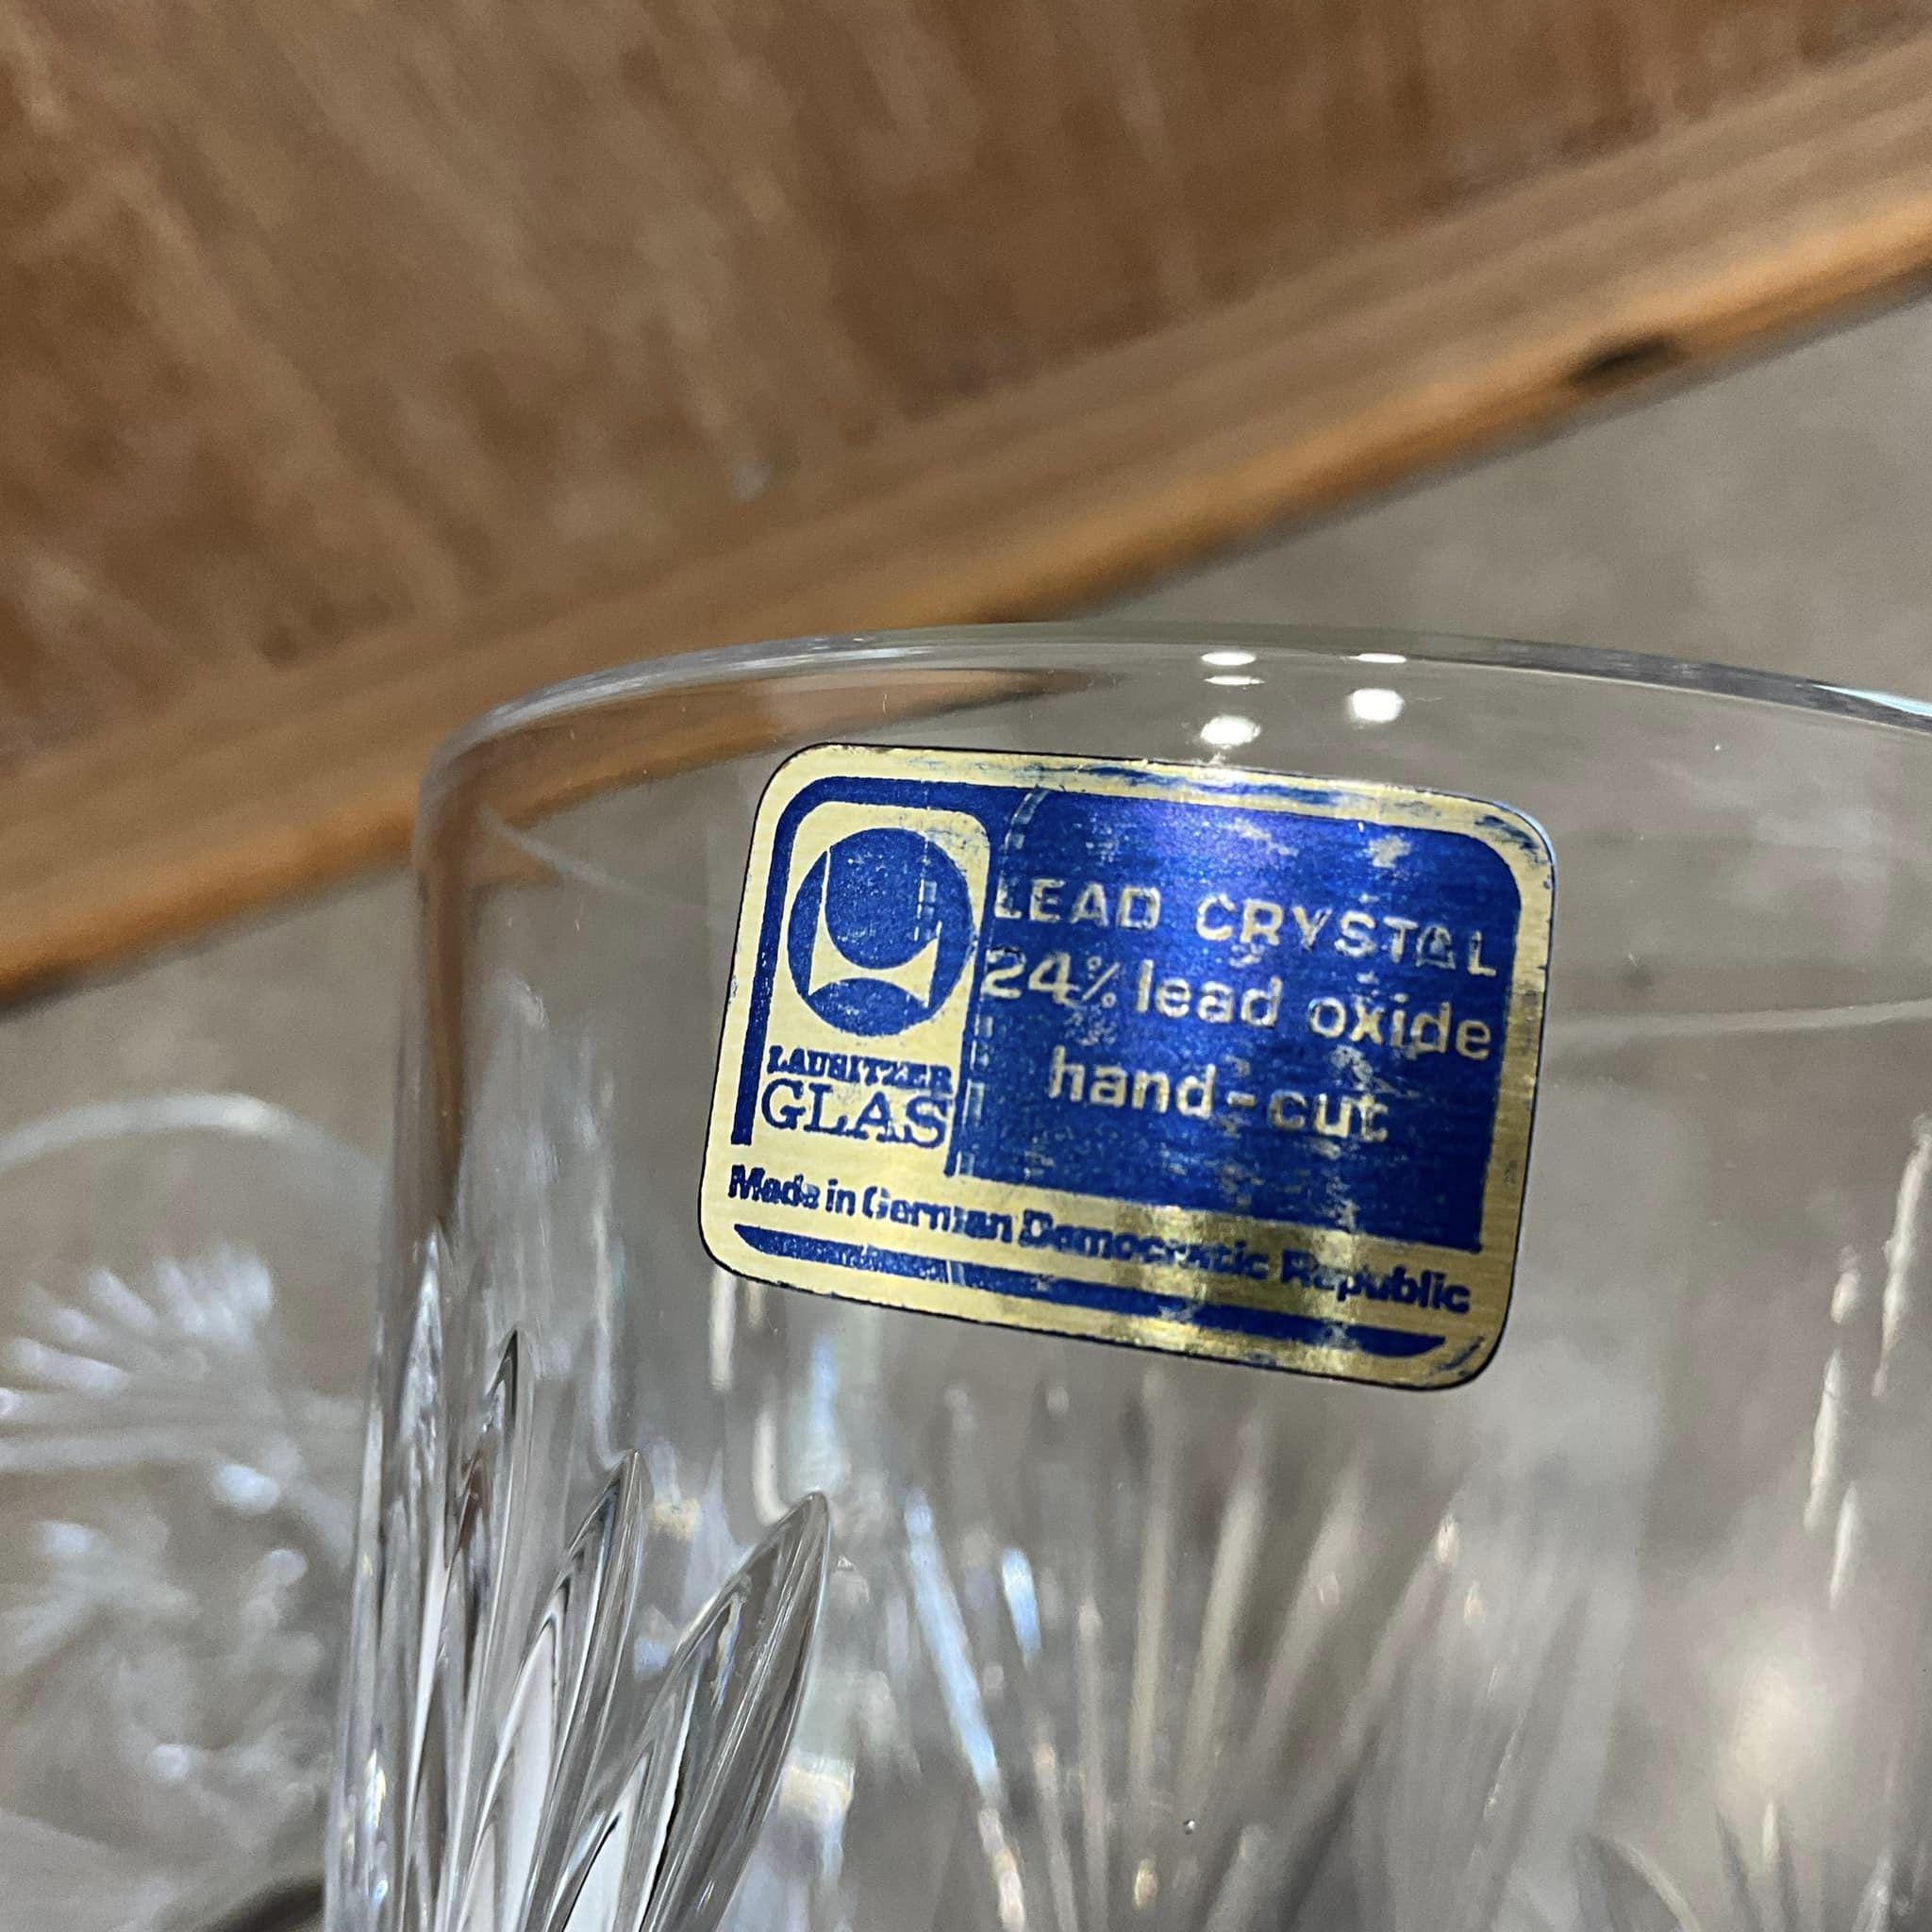 LEAD CRYSTAL
24% lead oxide
hand-cut
LAUSITZER
GLAS
Made in German Democratic Republic